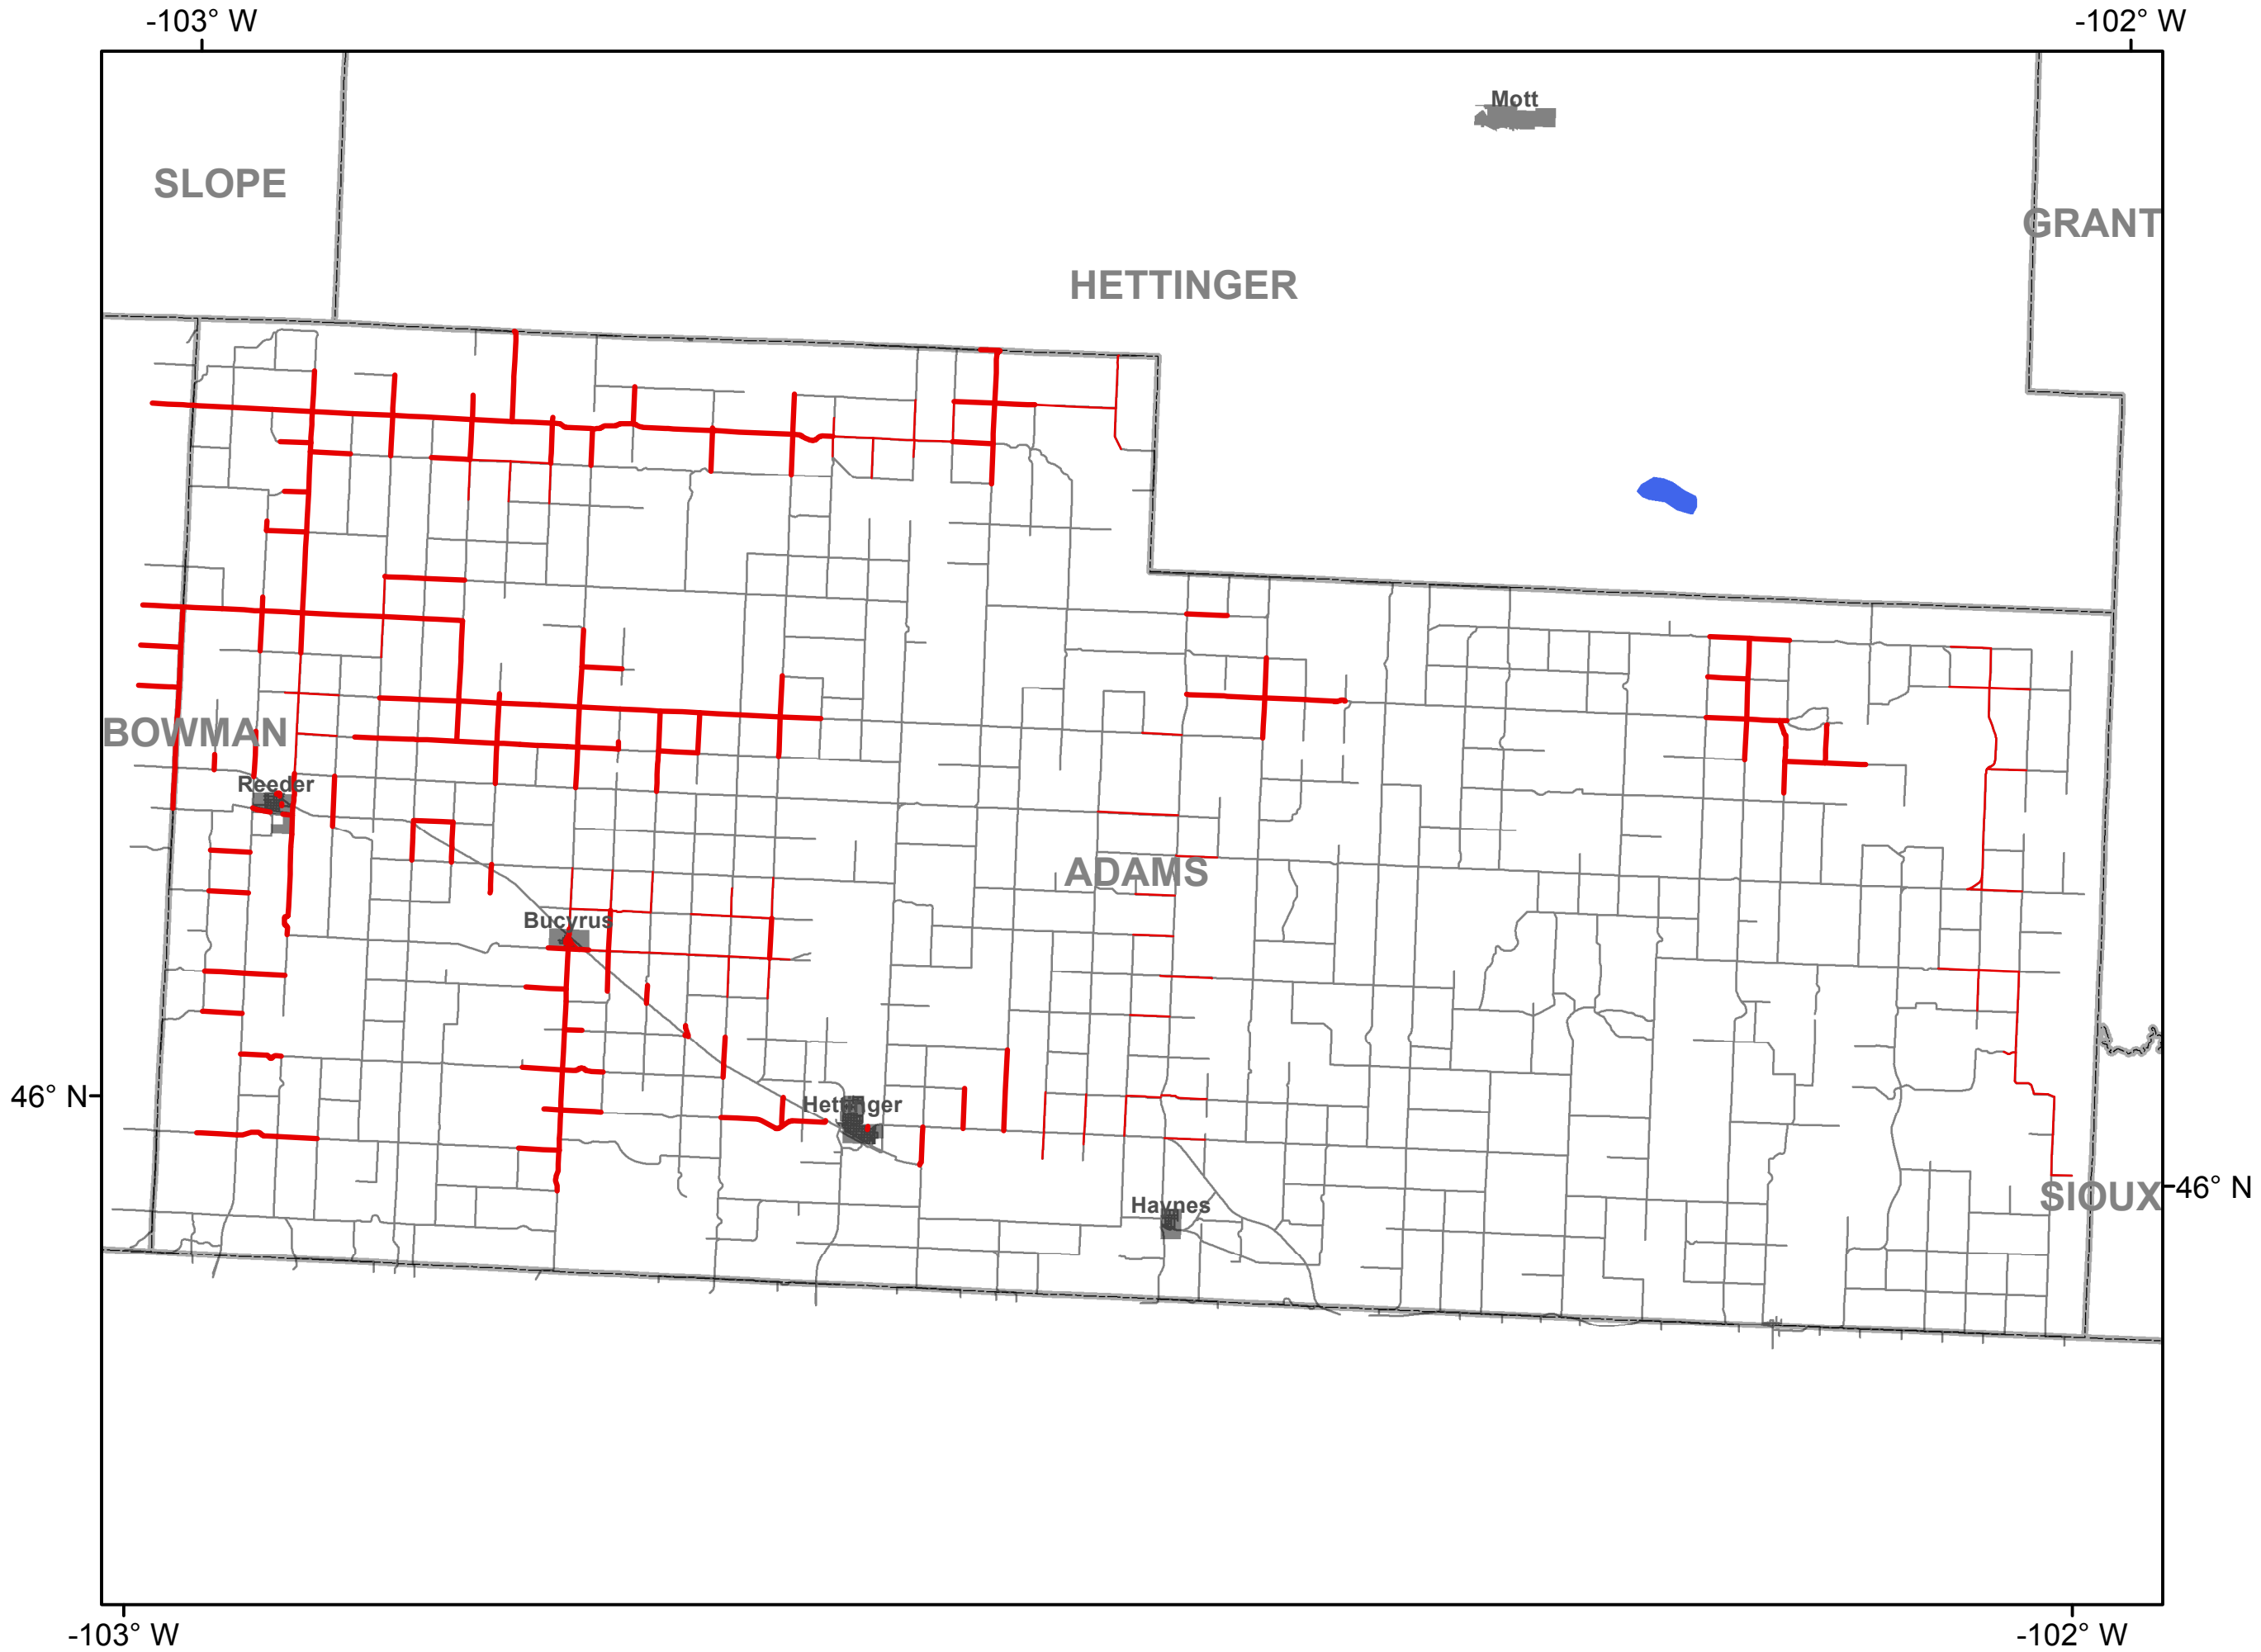 -103° W
-102° W
Mott
SLOPE
GRANT
HETTINGER
BOWMAN
Reeder
ADAMS
Bucyrus
46° N
Hettinger
Haynes
SIOUX
46° N
-103° W
-102° W